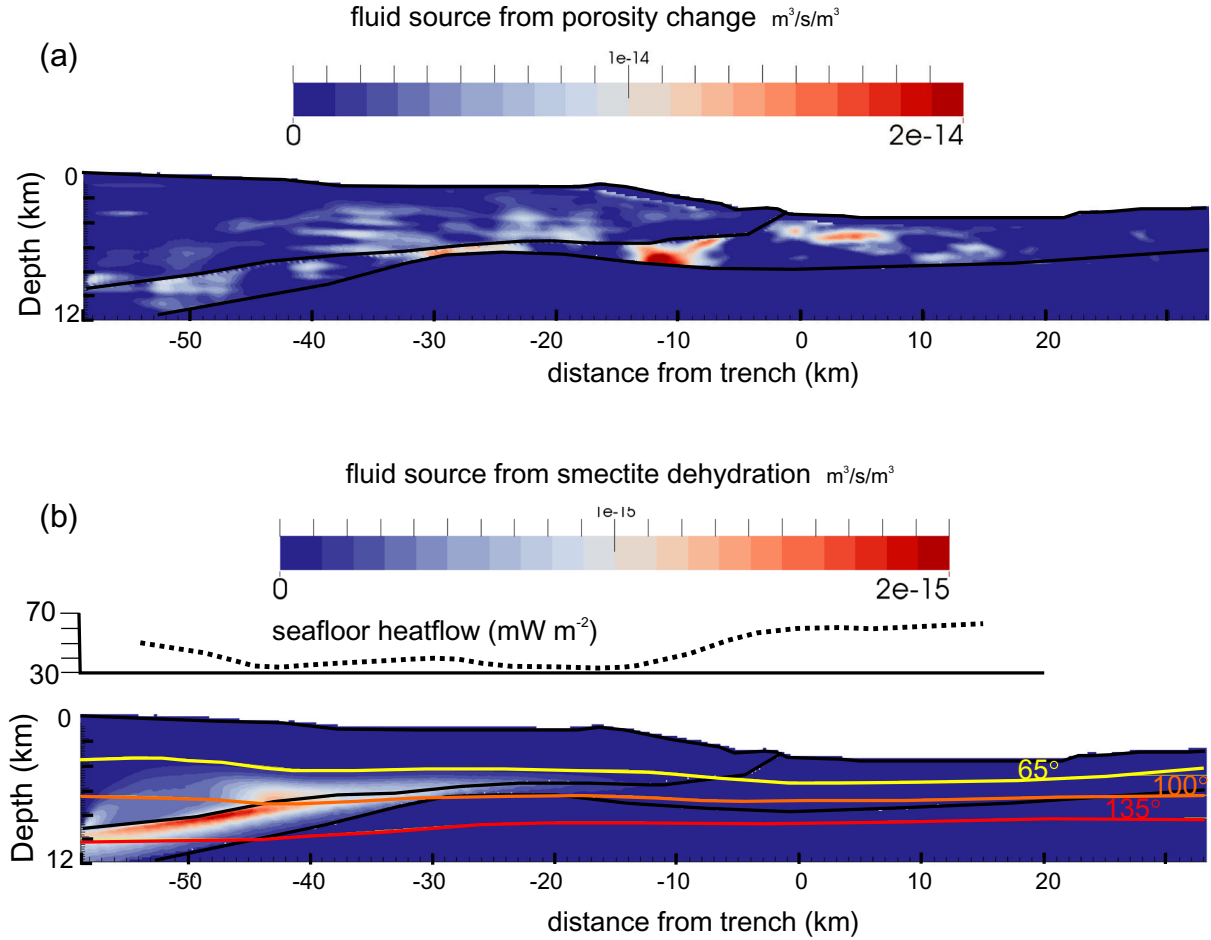 fluid source from porosity change m³/s/m³
(a)
1e-14
0 2e-14
0
Depth (km)
12
-50 -40 -30 -20 -10 0 10 20
distance from trench (km)
fluid source from smectite dehydration m³/s/m³
(b)
1e-15
0 2e-15
70
seafloor heatflow (mW m⁻²)
30
0
Depth (km)
65°
100°
135°
12
-50 -40 -30 -20 -10 0 10 20
distance from trench (km)